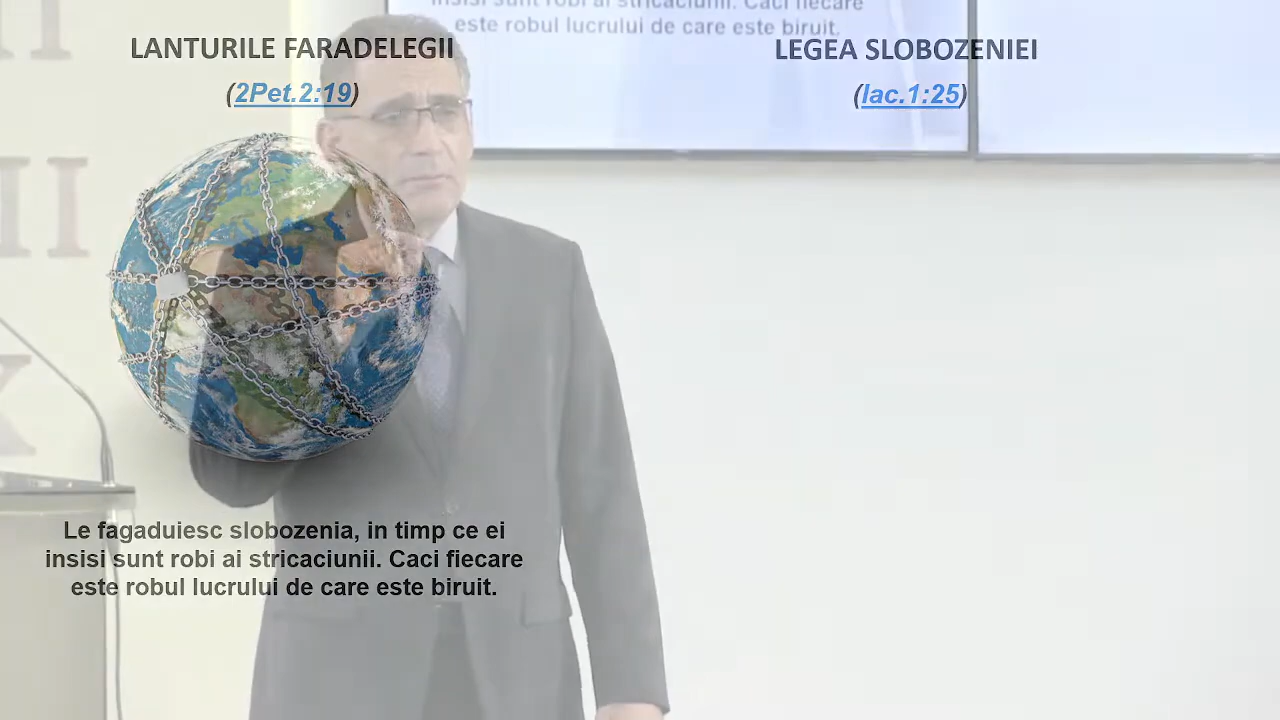 insisi sunt robi ai stricaciunii. Caci fiecare
este robul lucrului de care este biruit.
LANTURILE FARADELEGII
(2Pet.2:19)
LEGEA SLOBOZENIEI
(Iac.1:25)
Le fagaduiesc slobozenia, in timp ce ei
insisi sunt robi ai stricaciunii. Caci fiecare
este robul lucrului de care este biruit.